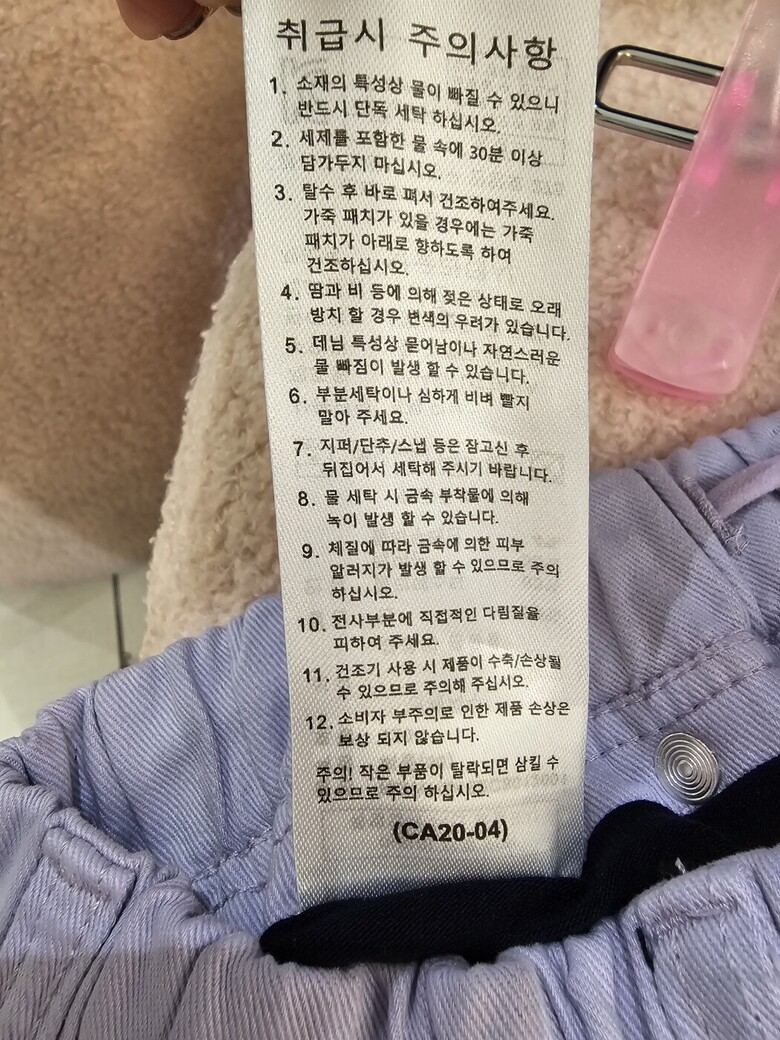 취급시 주의사항
1. 소재의 특성상 물이 빠질 수 있으니
반드시 단독 세탁 하십시오.
2. 세제를 포함한 물 속에 30분 이상
담가두지 마십시오.
3. 탈수 후 바로 펴서 건조하여주세요.
가죽 패치가 있을 경우에는 가죽
패치가 아래로 향하도록 하여
건조하십시오.
4. 땀과 비 등에 의해 젖은 상태로 오래
방치 할 경우 변색의 우려가 있습니다.
5. 데님 특성상 묻어남이나 자연스러운
물 빠짐이 발생 할 수 있습니다.
6. 부분세탁이나 심하게 비벼 빨지
말아 주세요.
7. 지퍼/단추/스냅 등은 잠고신 후
뒤집어서 세탁해 주시기 바랍니다.
8. 물 세탁 시 금속 부착물에 의해
녹이 발생 할 수 있습니다.
9. 체질에 따라 금속에 의한 피부
알러지가 발생 할 수 있으므로 주의
하십시오.
10. 전사부분에 직접적인 다림질을
피하여 주세요.
11. 건조기 사용 시 제품이 수축/손상될
수 있으므로 주의해 주십시오.
12. 소비자 부주의로 인한 제품 손상은
보상 되지 않습니다.
주의! 작은 부품이 탈락되면 삼킬 수
있으므로 주의 하십시오.
(CA20-04)